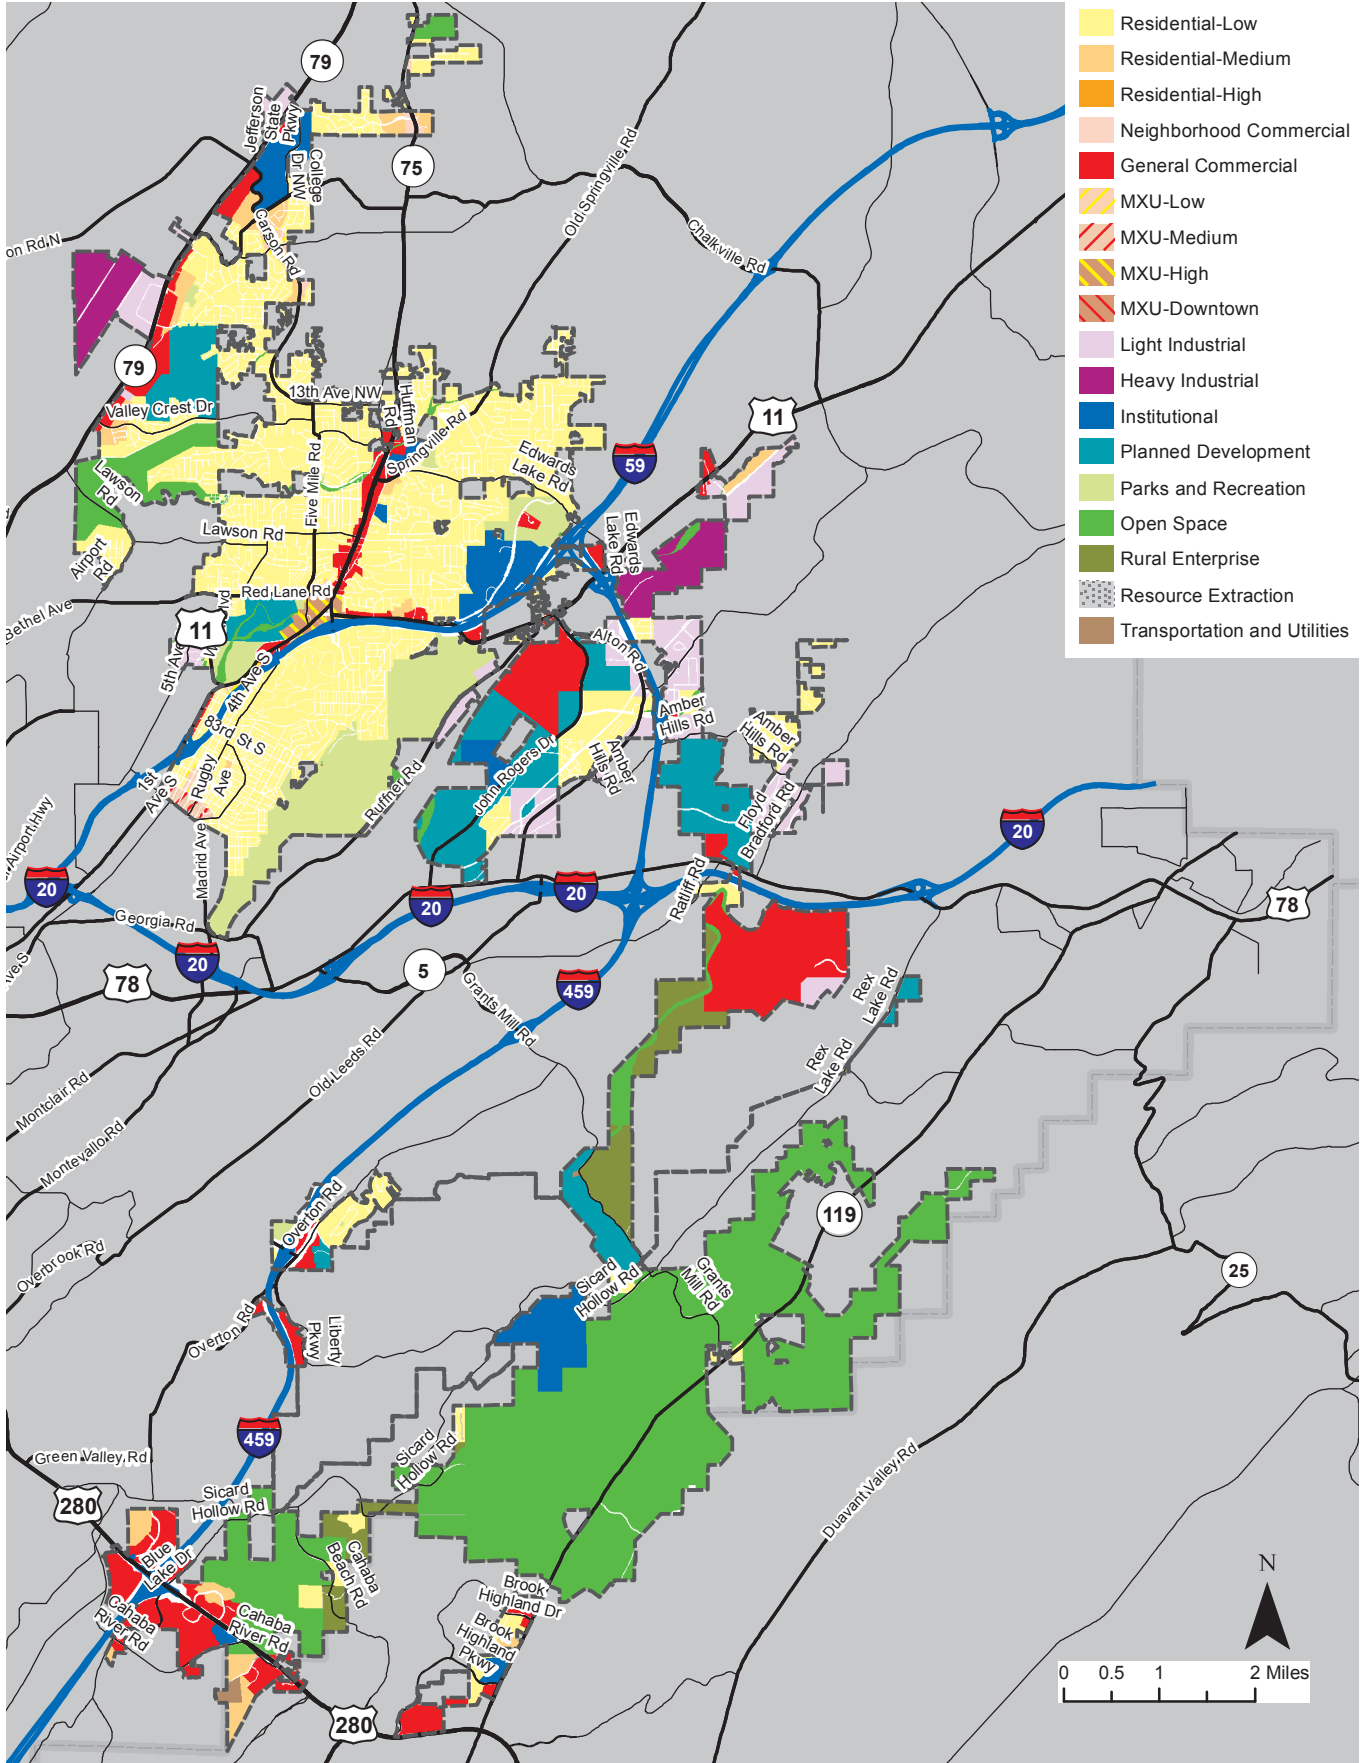 Residential-Low
Residential-Medium
Residential-High
Neighborhood Commercial
General Commercial
MXU-Low
MXU-Medium
MXU-High
MXU-Downtown
Light Industrial
Heavy Industrial
Institutional
Planned Development
Parks and Recreation
Open Space
Rural Enterprise
Resource Extraction
Transportation and Utilities
79
Jefferson
State
Pkwy
College
Dr NW
75
Old Springville Rd
Carson Rd
on Rd N
Chalkville Rd
79
13th Ave NW
Huffman
Rd
Valley Crest Dr
Springville Rd
11
Edwards
Lake Rd
59
Five Mile Rd
Lawson
Rd
Lawson Rd
Edwards
Lake Rd
Airport
Rd
Red Lane Rd
Bethel Ave
11
lvd
5th Ave
4th Ave S
Alton Rd
83rd St S
Amber
Hills Rd
Amber
Hills Rd
Amber
Hills Rd
John Rogers Dr
1st
Ave S
Rugby
Ave
Ruffner Rd
Floyd
Bradford Rd
Airport Hwy
Madrid Ave
20
20
20
20
Ratliff Rd
78
Georgia Rd
20
Ave S
78
5
459
Grants Mill Rd
Rex
Lake Rd
Old Leeds Rd
Rex
Lake Rd
Montclair Rd
Montevallo Rd
Overton Rd
119
Overbrook Rd
Sicard
Hollow Rd
Grants
Mill Rd
25
Overton Rd
Liberty
Pkwy
459
Green Valley Rd
Sicard
Hollow Rd
Sicard
Hollow Rd
280
Duavant Valley Rd
Blue
Lake Dr
Cahaba
Beach Rd
Cahaba
River Rd
Cahaba
River Rd
Brook
Highland Dr
Brook
Highland
Pkwy
280
N
0 0.5 1 2 Miles